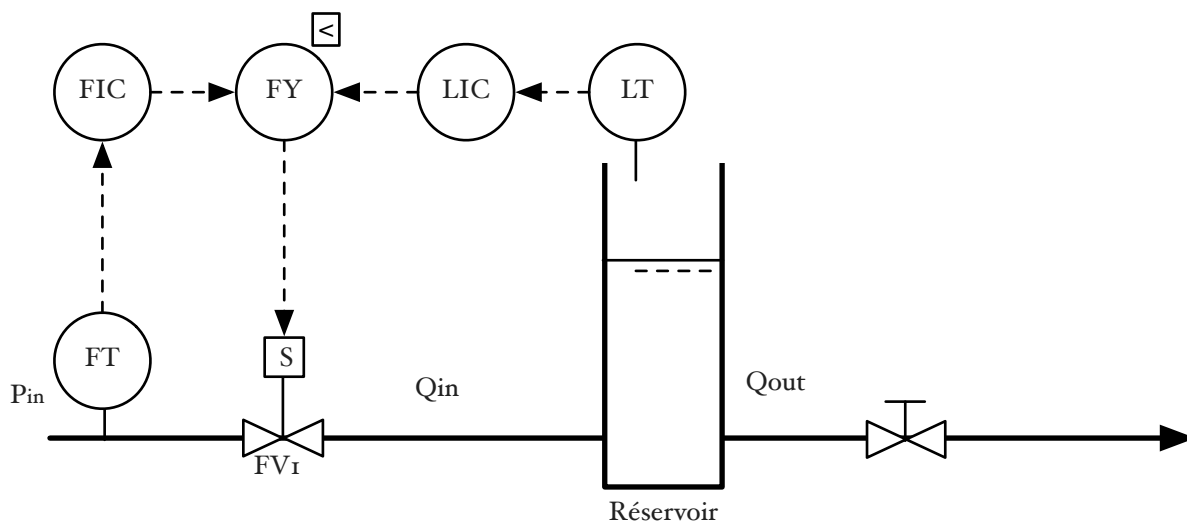 <
FIC
FY
LIC
LT
FT
S
Pin
Qin
Qout
FV1
Réservoir